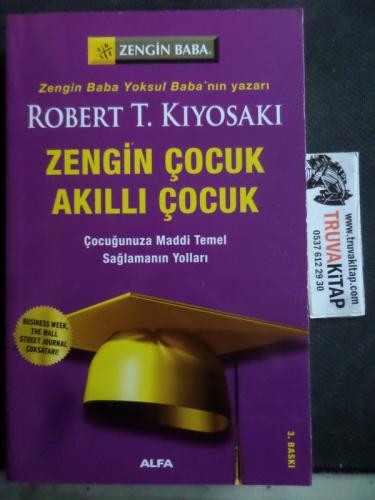 ZENGİN BABA.
Zengin Baba Yoksul Baba'nın yazarı
ROBERT T. KIYOSAKI
ZENGİN ÇOCUK
AKILLI ÇOCUK
Çocuğunuza Maddi Temel
Sağlamanın Yolları
BUSINESS WEEK,
THE WALL
STREET JOURNAL
ÇOKSATARI!
3. BASKI
ALFA
www.truvakitap.com
TRUVAKİTAP
0537 612 29 30